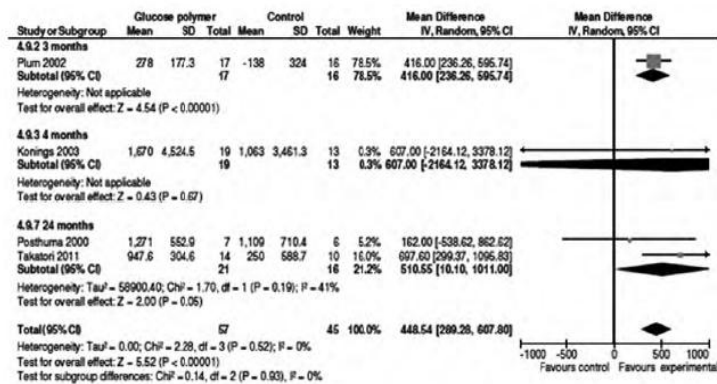 Glucose polymer Control Mean Difference Mean Difference
Study or Subgroup Mean SD Total Mean SD Total Weight IV, Random, 95% CI IV, Random, 95% CI
4.9.2 3 months
Plum 2002 278 177.3 17 -138 324 16 78.5% 416.00 [236.26, 595.74]
Subtotal (95% CI) 17 16 78.5% 416.00 [236.26, 595.74]
Heterogeneity: Not applicable
Test for overall effect: Z = 4.54 (P < 0.00001)
4.9.3 4 months
Konings 2003 1,670 4,524.5 19 1,063 3,461.3 13 0.3% 607.00 [-2164.12, 3378.12]
Subtotal (95% CI) 19 13 0.3% 607.00 [-2164.12, 3378.12]
Heterogeneity: Not applicable
Test for overall effect: Z = 0.43 (P = 0.67)
4.9.7 24 months
Posthuma 2000 1,271 552.9 7 1,109 710.4 6 5.2% 162.00 [-538.62, 862.62]
Takatori 2011 947.6 304.6 14 250 588.7 10 16.0% 697.60 [299.37, 1095.83]
Subtotal (95% CI) 21 16 21.2% 510.55 [10.10, 1011.00]
Heterogeneity: Tau² = 58900.40; Chi² = 1.70, df = 1 (P = 0.19); I² = 41%
Test for overall effect: Z = 2.00 (P = 0.05)
Total (95% CI) 57 45 100.0% 448.54 [289.28, 607.80]
Heterogeneity: Tau² = 0.00; Chi² = 2.28, df = 3 (P = 0.52); I² = 0%
Test for overall effect: Z = 5.52 (P < 0.00001)
Test for subgroup differences: Chi² = 0.14, df = 2 (P = 0.93), I² = 0%
-1000 -500 0 500 1000
Favours control Favours experimental